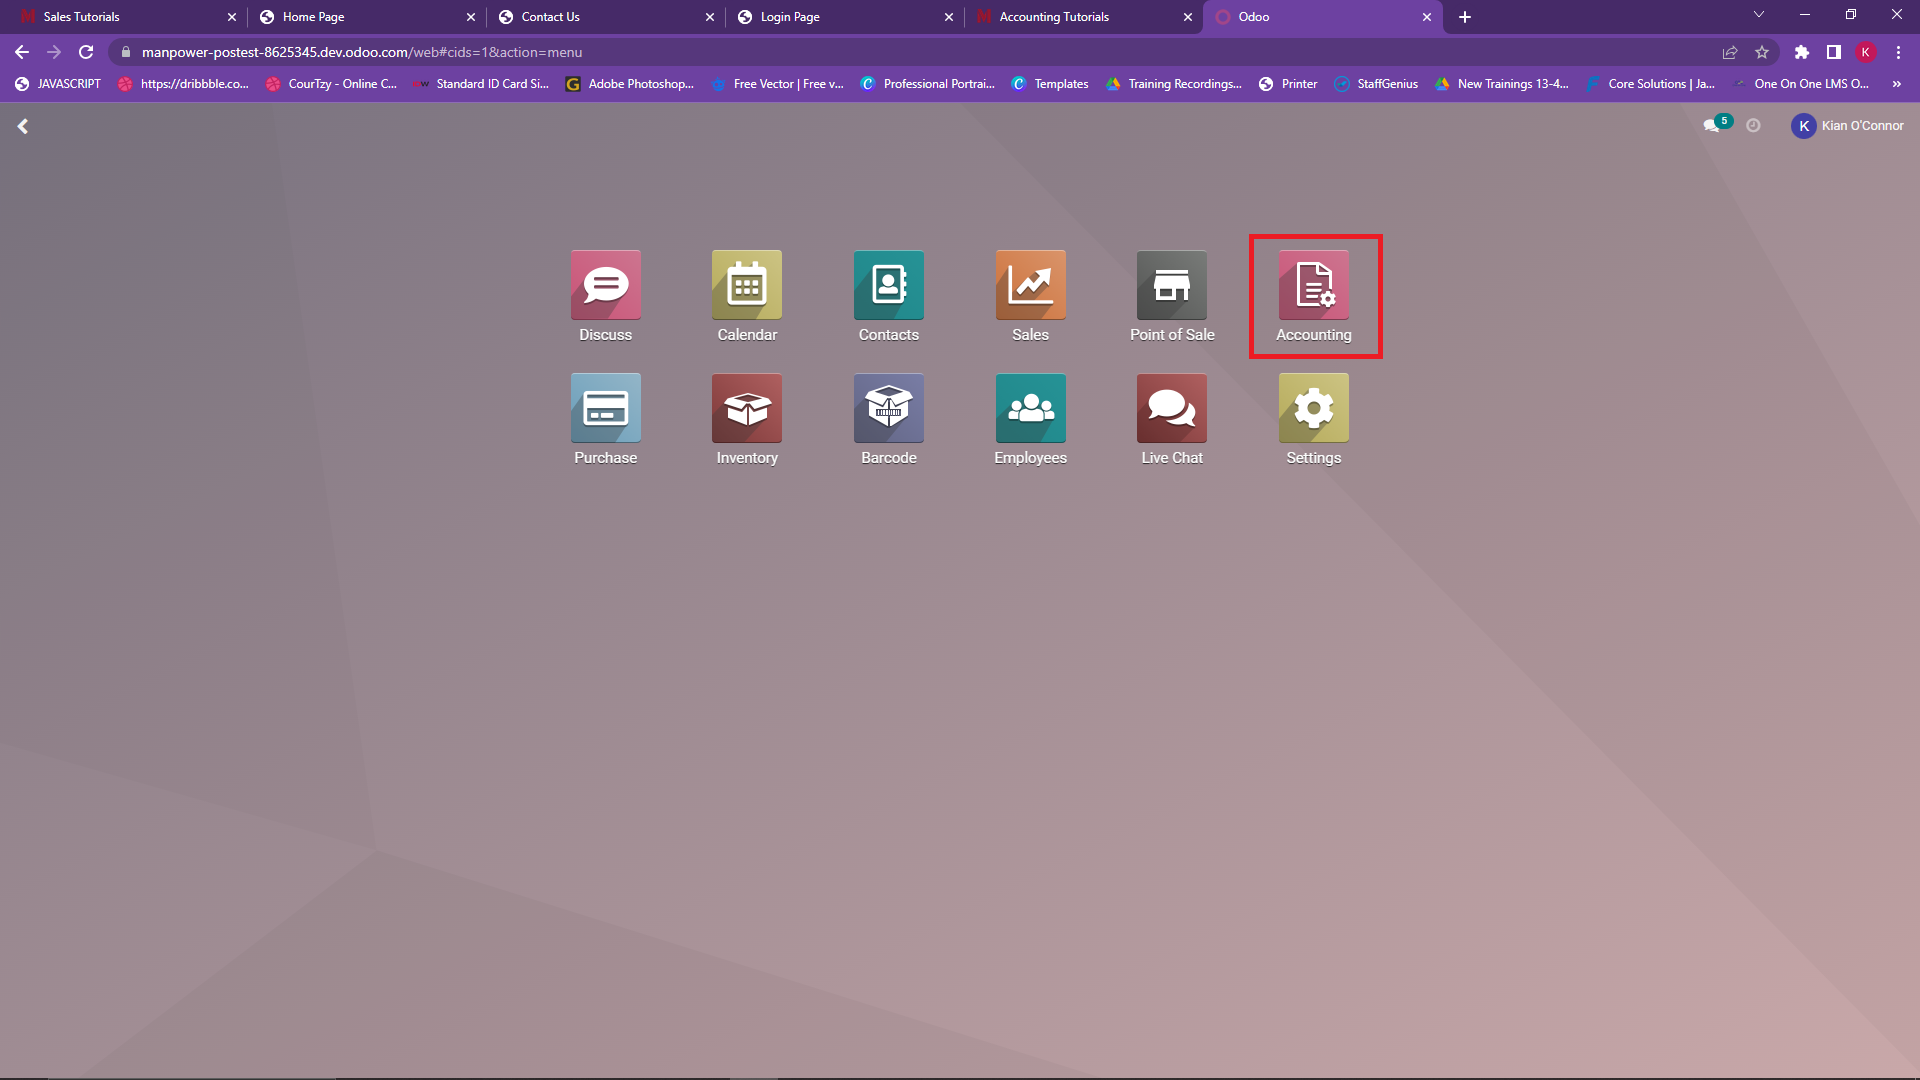 Sales Tutorials
Home Page
Contact Us
Login Page
Accounting Tutorials
Odoo
manpower-postest-8625345.dev.odoo.com/web#cids=1&action=menu
K
JAVASCRIPT
https://dribbble.co...
CourTzy - Online C...
Standard ID Card Si...
Adobe Photoshop...
Free Vector | Free v...
Professional Portrai...
Templates
Training Recordings...
Printer
StaffGenius
New Trainings 13-4...
Core Solutions | Ja...
One On One LMS O...
»
5
K
Kian O'Connor
Discuss
Calendar
Contacts
Sales
Point of Sale
Accounting
Purchase
Inventory
Barcode
Employees
Live Chat
Settings